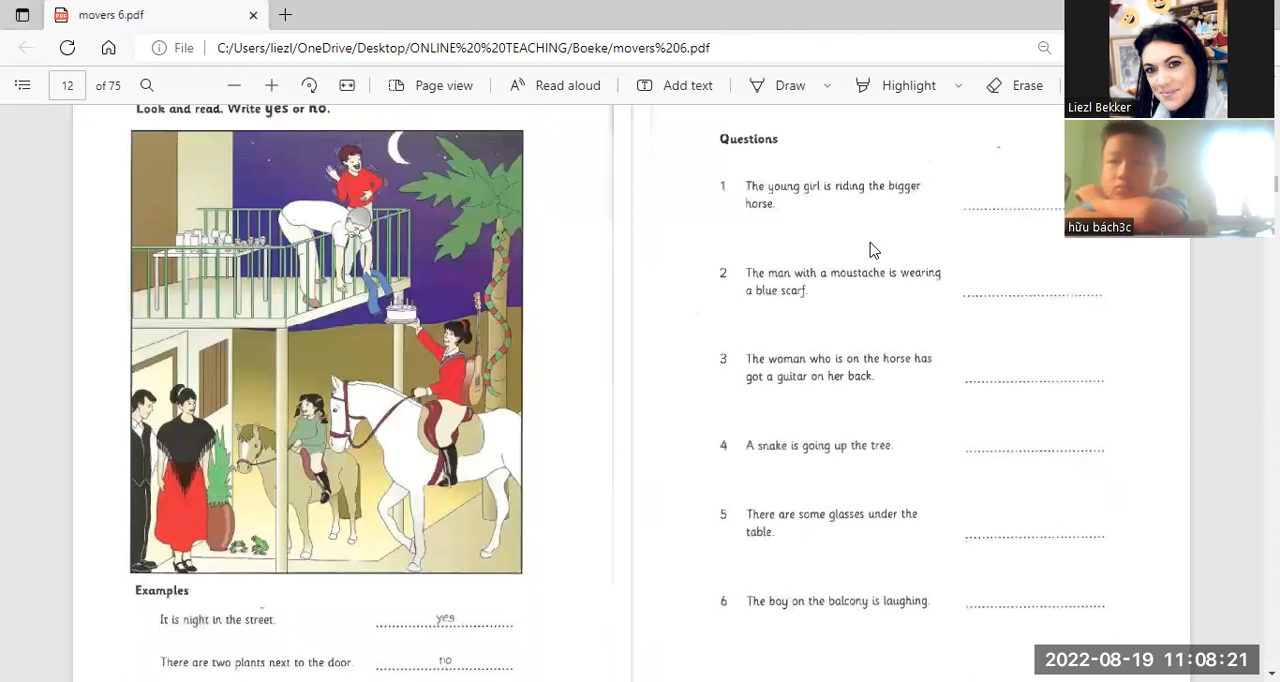 movers 6.pdf
File C:/Users/liezl/OneDrive/Desktop/ONLINE%20%20TEACHING/Boeke/movers%206.pdf
12 of 75 Page view Read aloud Add text Draw Highlight Erase
Liezl Bekker
hữu bách3c
Look and read. Write yes or no.
Examples
It is night in the street. yes
There are two plants next to the door. no
Questions
1 The young girl is riding the bigger
horse.
2 The man with a moustache is wearing
a blue scarf.
3 The woman who is on the horse has
got a guitar on her back.
4 A snake is going up the tree.
5 There are some glasses under the
table.
6 The boy on the balcony is laughing.
2022-08-19 11:08:21